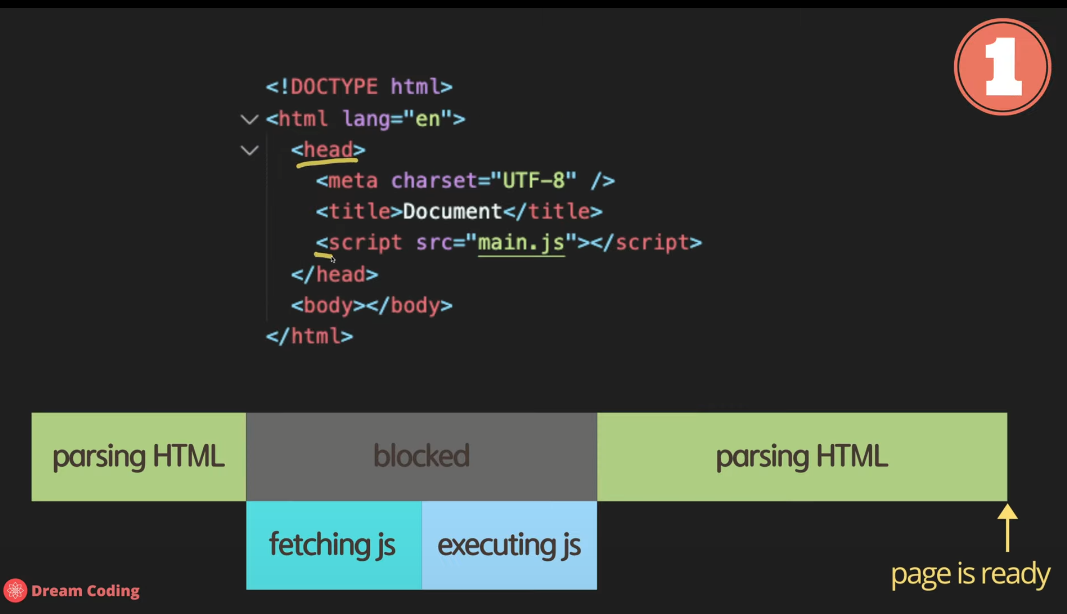 1
<!DOCTYPE html>
<html lang="en">
<head>
<meta charset="UTF-8" />
<title>Document</title>
<script src="main.js"></script>
</head>
<body></body>
</html>
parsing HTML blocked parsing HTML
fetching js executing js
page is ready
Dream Coding